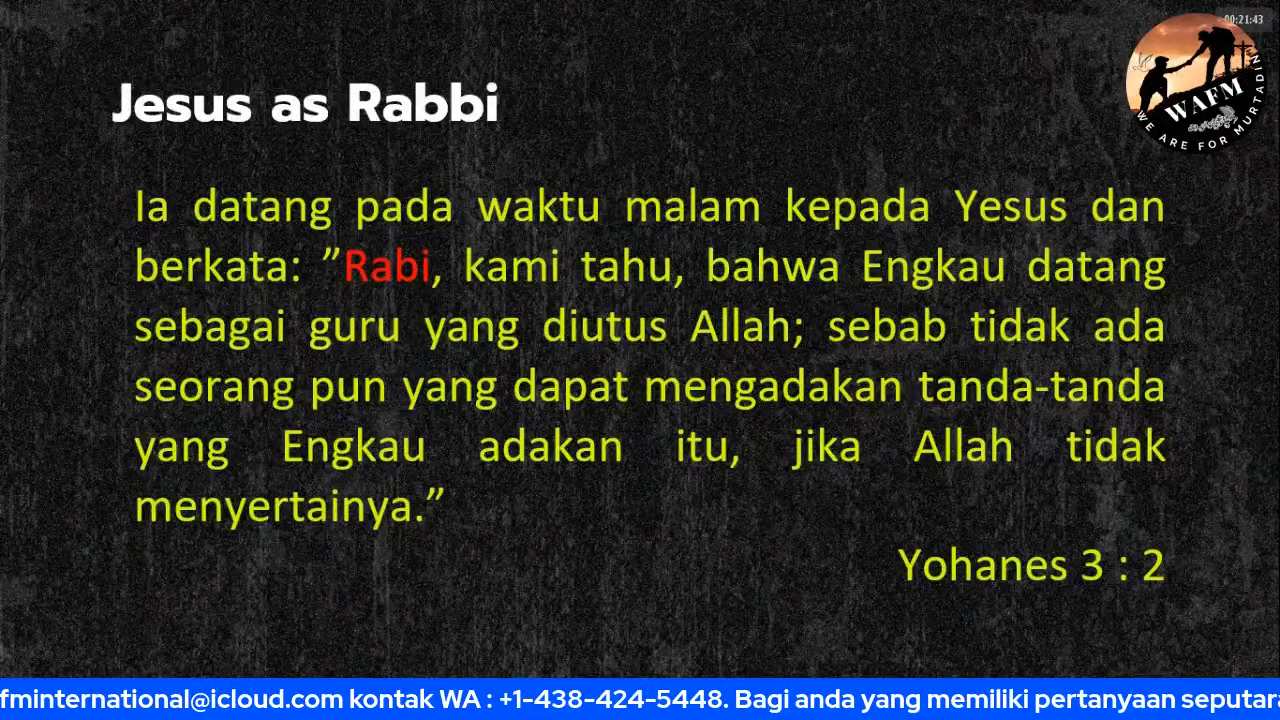 00:21:43
WAFM
WE ARE FOR MURTADIN
Jesus as Rabbi
Ia datang pada waktu malam kepada Yesus dan
berkata: ”Rabi, kami tahu, bahwa Engkau datang
sebagai guru yang diutus Allah; sebab tidak ada
seorang pun yang dapat mengadakan tanda-tanda
yang Engkau adakan itu, jika Allah tidak
menyertainya.”
Yohanes 3 : 2
fminternational@icloud.com kontak WA : +1-438-424-5448. Bagi anda yang memiliki pertanyaan seputar